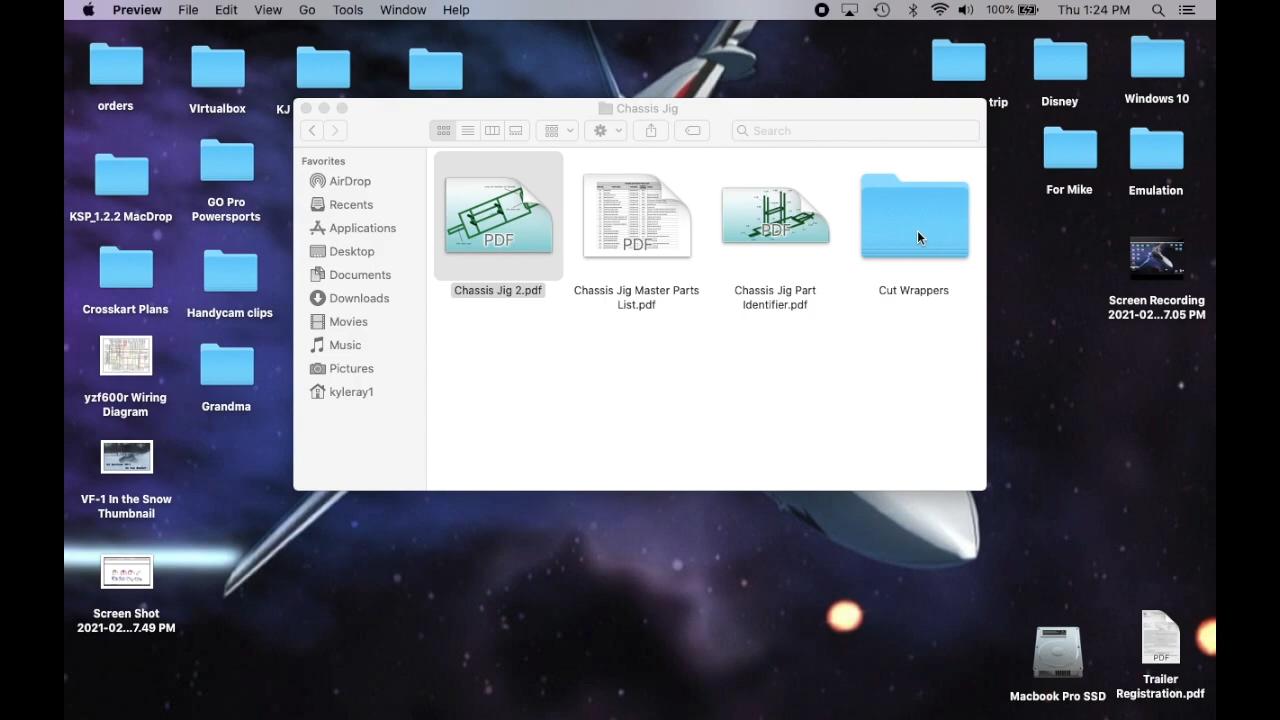 Preview File Edit View Go Tools Window Help
100% Thu 1:24 PM
orders
VIrtualbox
KJ
trip
Disney
Windows 10
KSP_1.2.2 MacDrop
GO Pro
Powersports
For Mike
Emulation
Crosskart Plans
Handycam clips
Screen Recording
2021-02...7.05 PM
yzf600r Wiring
Diagram
Grandma
VF-1 In the Snow
Thumbnail
Screen Shot
2021-02...7.49 PM
Macbook Pro SSD
PDF
Trailer
Registration.pdf
Chassis Jig
Search
Favorites
AirDrop
Recents
Applications
Desktop
Documents
Downloads
Movies
Music
Pictures
kyleray1
PDF
Chassis Jig 2.pdf
PDF
Chassis Jig Master Parts
List.pdf
PDF
Chassis Jig Part
Identifier.pdf
Cut Wrappers